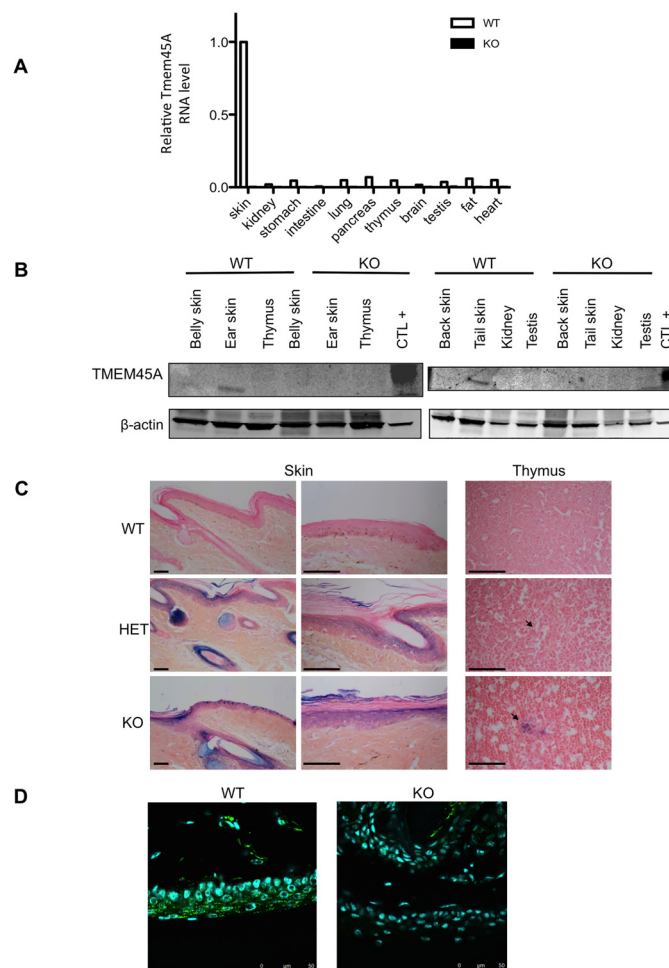 A
Relative Tmem45A
RNA level
1.0
0.5
0.0
WT
KO
skin
kidney
stomach
intestine
lung
pancreas
thymus
brain
testis
fat
heart
B
WT
KO
WT
KO
Belly skin
Ear skin
Thymus
Belly skin
Ear skin
Thymus
CTL +
Back skin
Tail skin
Kidney
Testis
Back skin
Tail skin
Kidney
Testis
CTL +
TMEM45A
β-actin
C
Skin
Thymus
WT
HET
KO
D
WT
KO
0 µm 50
0 µm 50